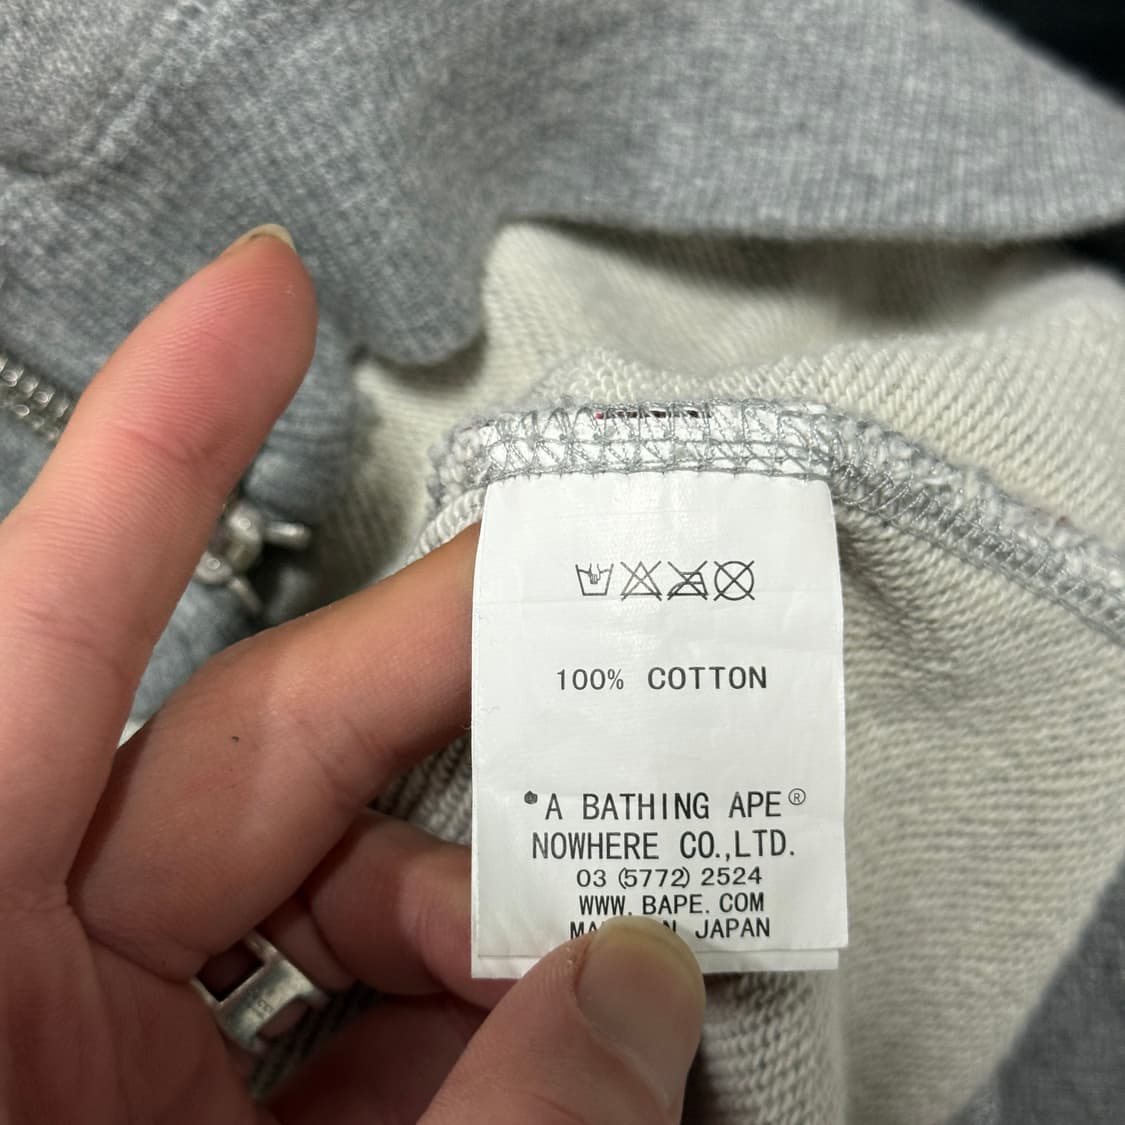 100% COTTON
A BATHING APE®
NOWHERE CO.,LTD.
03 (5772) 2524
WWW. BAPE. COM
JAPAN